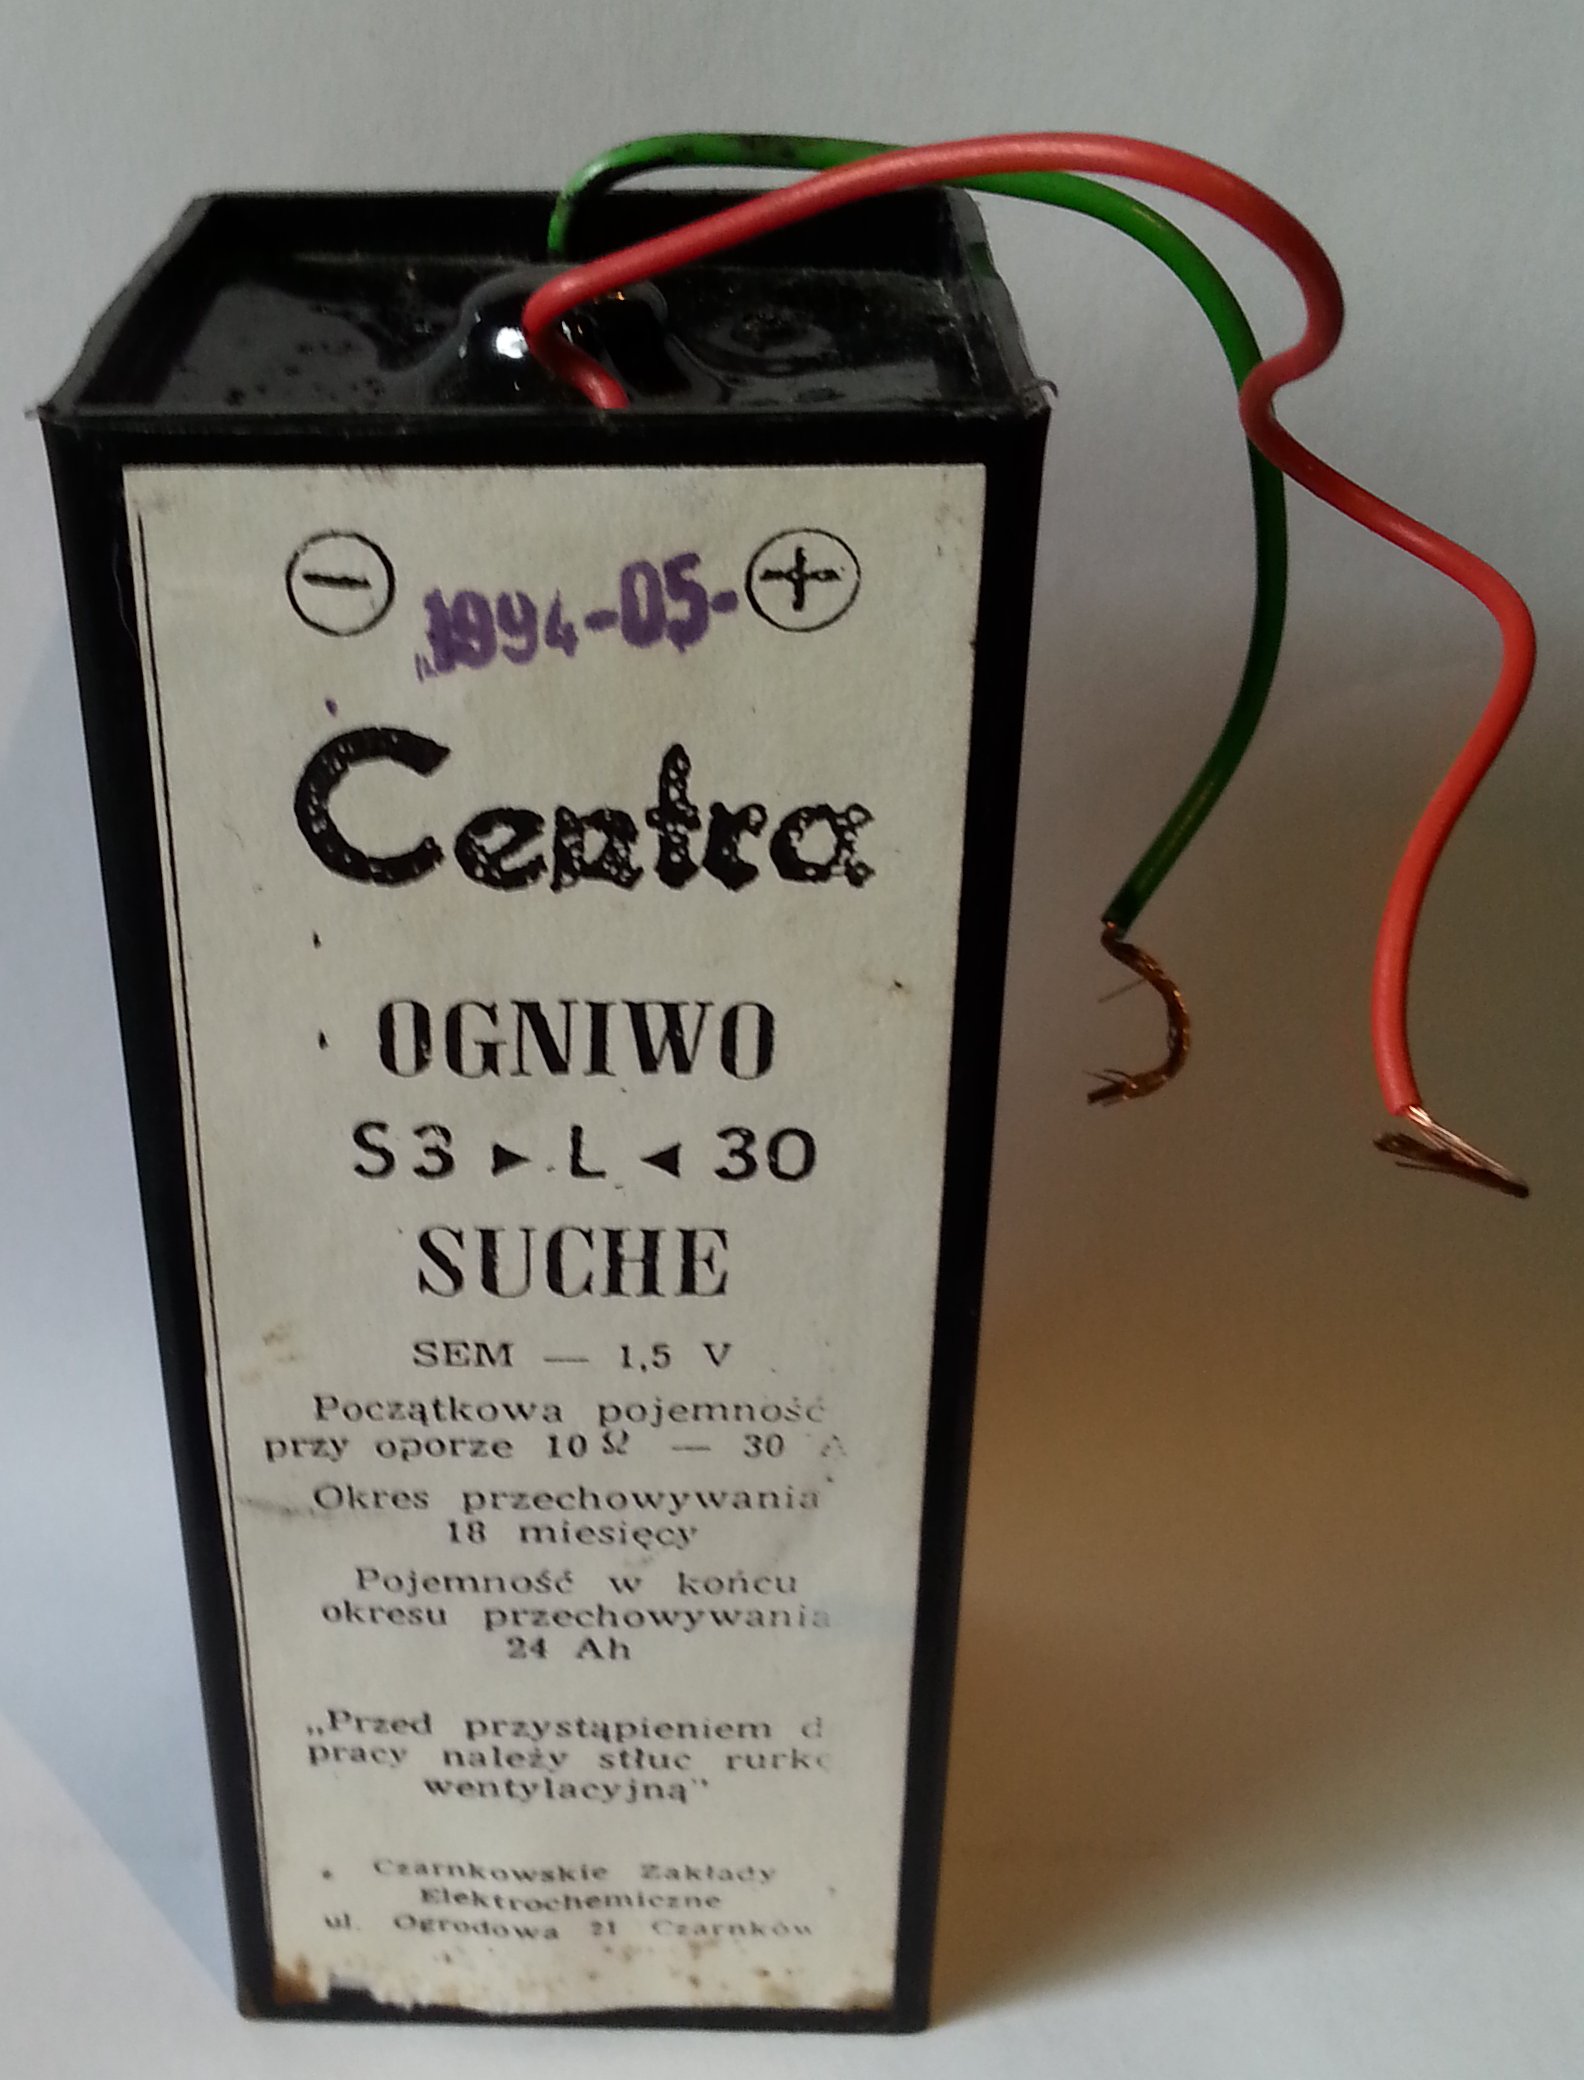 1994-05-
Centra
OGNIWO
S3 ▶ L ◀ 30
SUCHE
SEM — 1,5 V
Początkowa pojemność
przy oporze 10 Ω — 30 A
Okres przechowywania
18 miesięcy
Pojemność w końcu
okresu przechowywania
24 Ah
„Przed przystąpieniem d
pracy należy stłuc rurkę
wentylacyjną”
Czarnkowskie Zakłady
Elektrochemiczne
ul. Ogrodowa 21 Czarnków